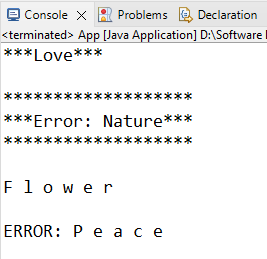 Console Problems Declaration
<terminated> App [Java Application] D:\Software
***Love***
*******************
***Error: Nature***
*******************
F l o w e r
ERROR: P e a c e